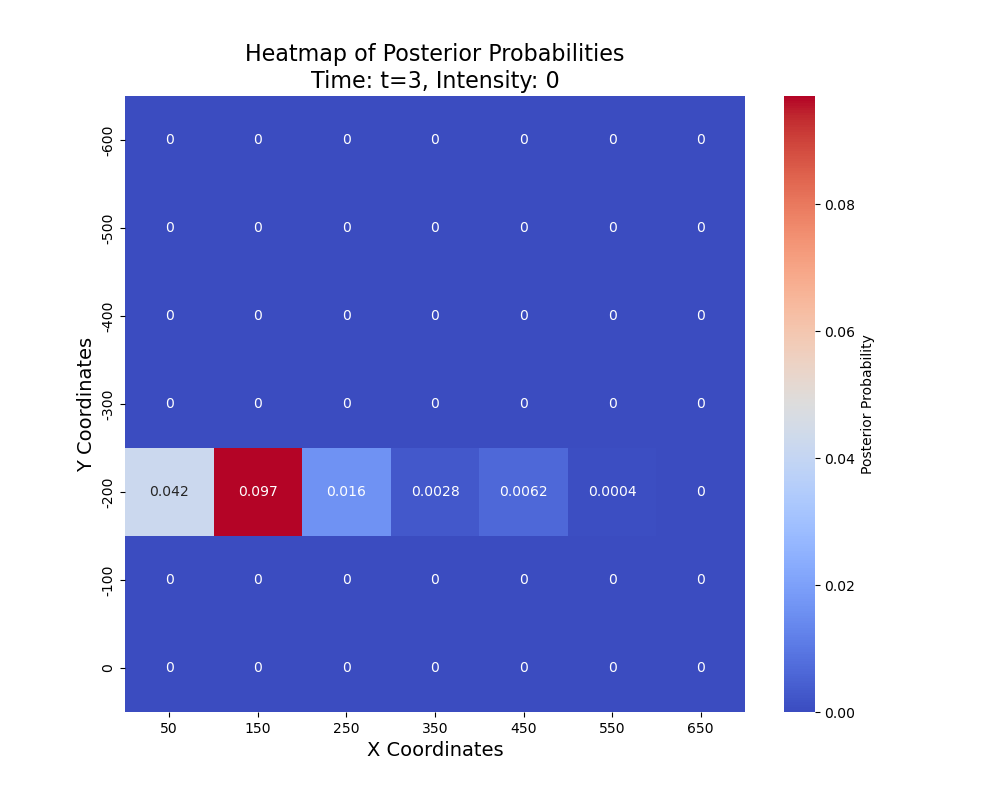 Heatmap of Posterior Probabilities
Time: t=3, Intensity: 0
-600 0 0 0 0 0 0 0
-500 0 0 0 0 0 0 0
-400 0 0 0 0 0 0 0
-300 0 0 0 0 0 0 0
-200 0.042 0.097 0.016 0.0028 0.0062 0.0004 0
-100 0 0 0 0 0 0 0
0 0 0 0 0 0 0 0
50 150 250 350 450 550 650
X Coordinates
Y Coordinates
0.08
0.06
0.04
0.02
0.00
Posterior Probability